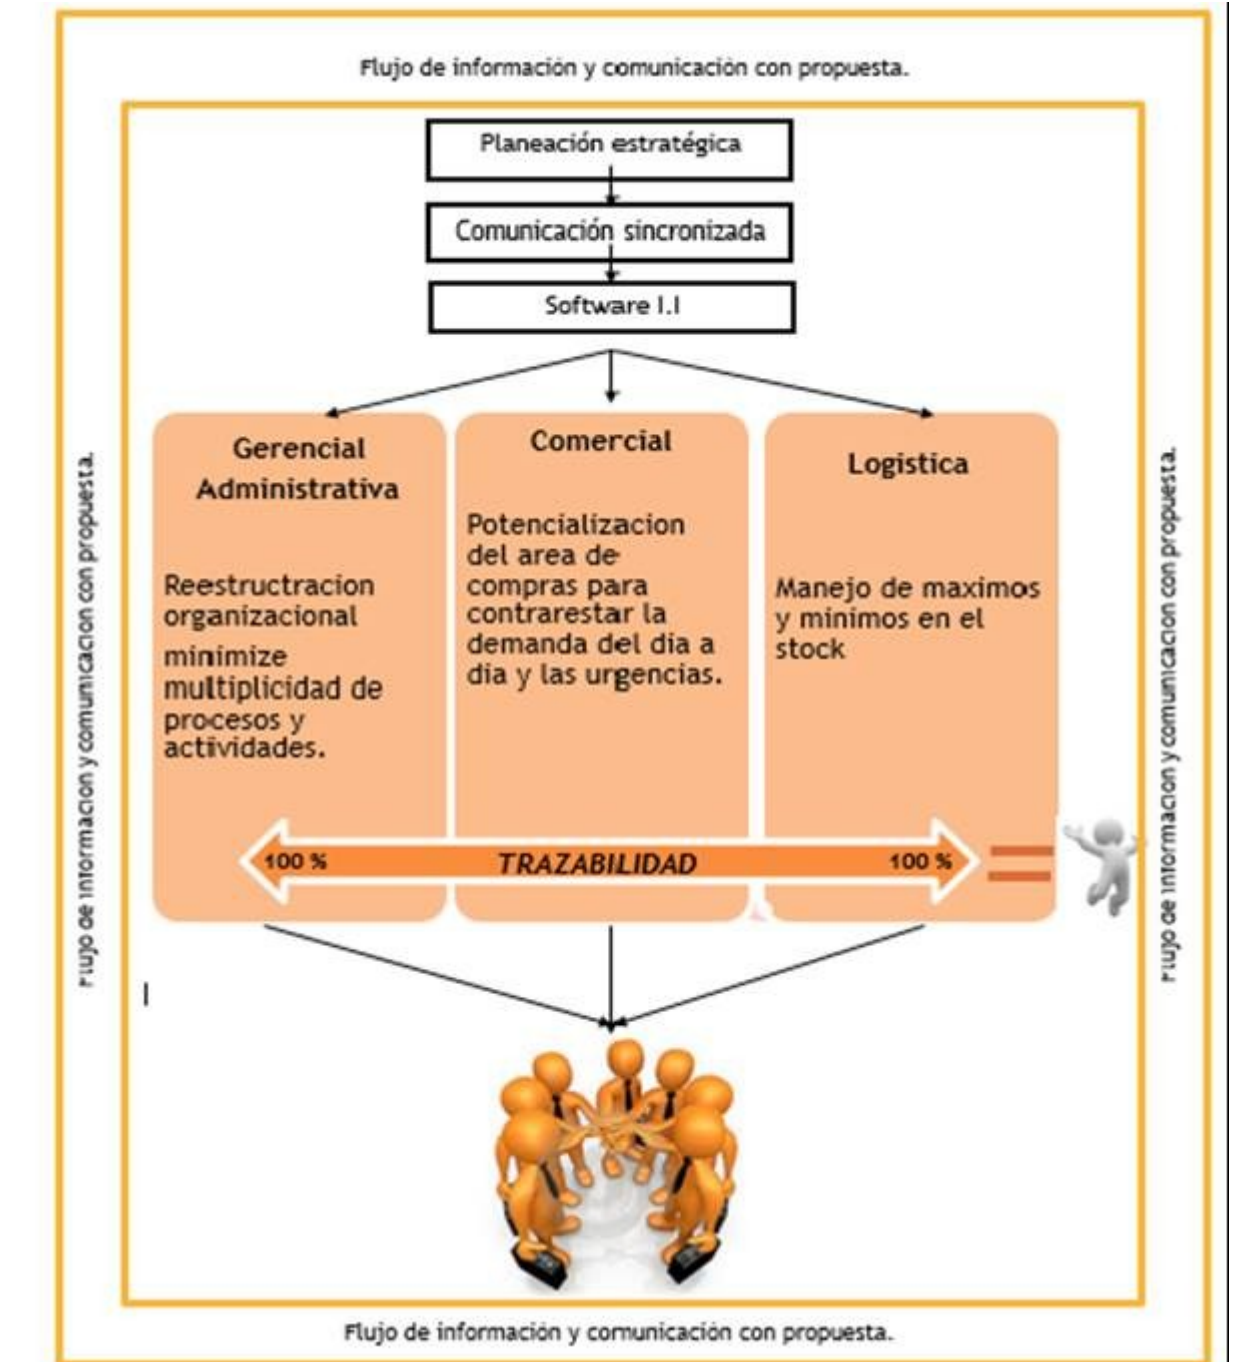 Flujo de información y comunicación con propuesta.
Planeación estratégica
Comunicación sincronizada
Software I.I
Gerencial
Administrativa
Reestructracion
organizacional
minimize
multiplicidad de
procesos y
actividades.
Comercial
Potencializacion
del area de
compras para
contrarestar la
demanda del dia a
dia y las urgencias.
Logistica
Manejo de maximos
y minimos en el
stock
100 %
TRAZABILIDAD
100 %
Flujo de informacion y comunicacion con propuesta.
Flujo de informacion y comunicacion con propuesta.
Flujo de información y comunicación con propuesta.